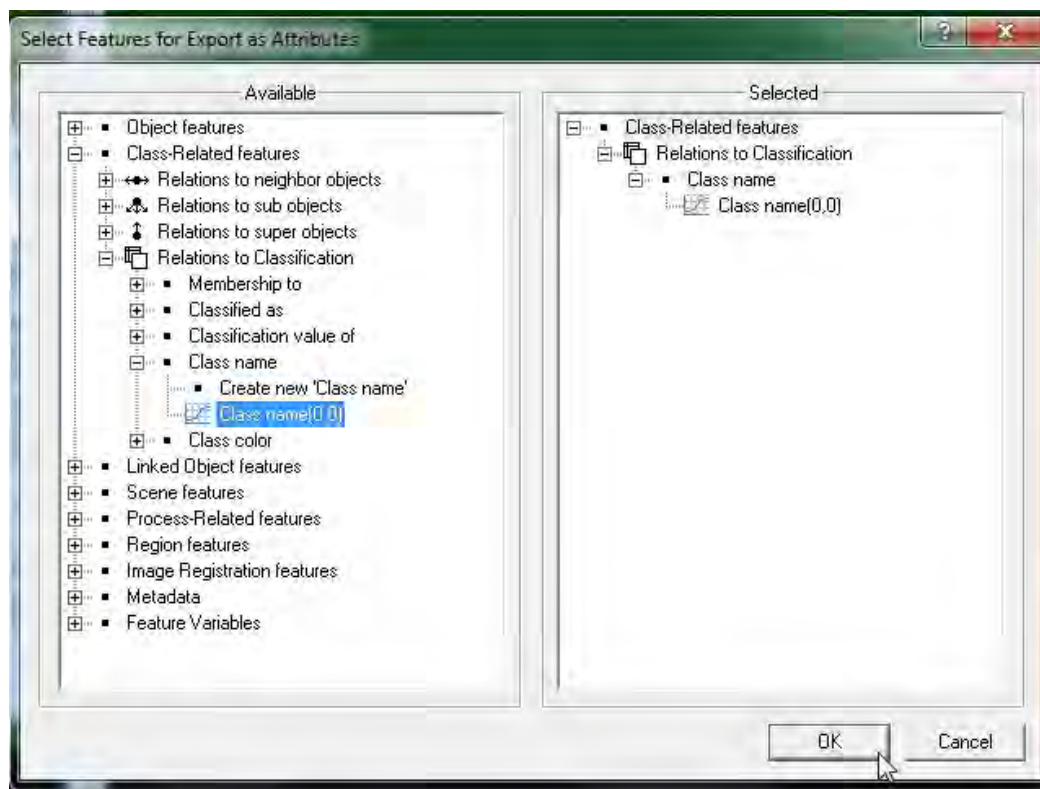 Select Features for Export as Attributes
Available
Object features
Class-Related features
Relations to neighbor objects
Relations to sub objects
Relations to super objects
Relations to Classification
Membership to
Classified as
Classification value of
Class name
Create new 'Class name'
Class name(0,0)
Class color
Linked Object features
Scene features
Process-Related features
Region features
Image Registration features
Metadata
Feature Variables
Selected
Class-Related features
Relations to Classification
Class name
Class name(0,0)
OK
Cancel